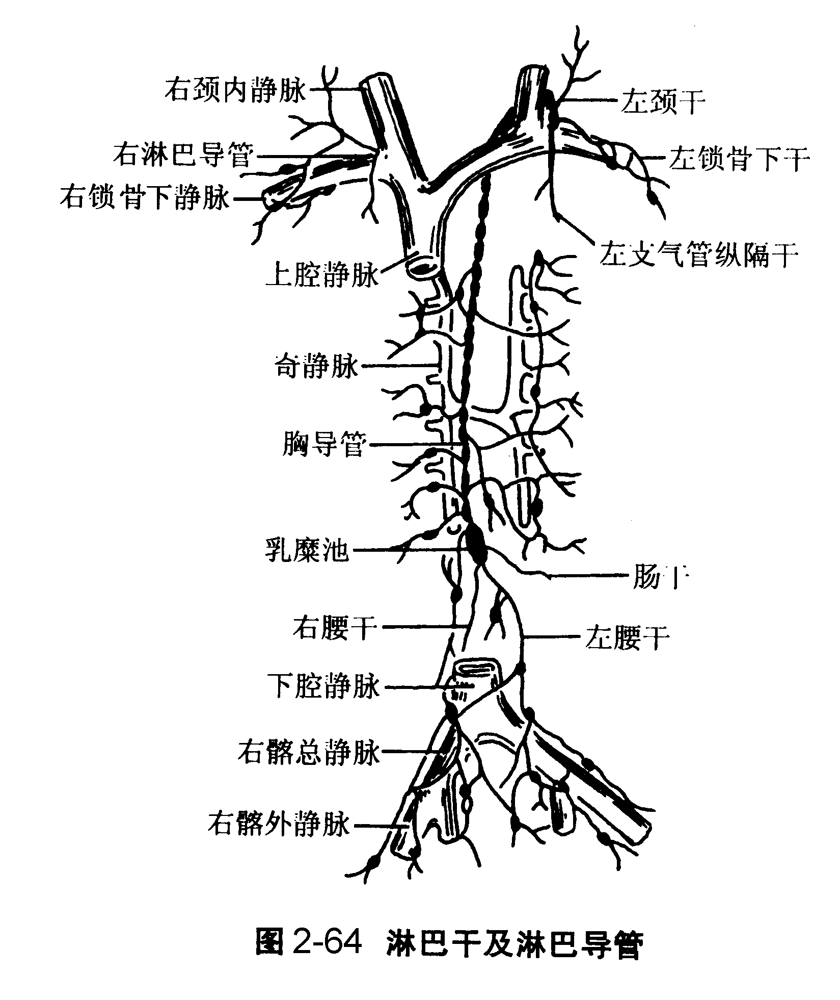 右颈内静脉
左颈干
右淋巴导管
左锁骨下干
右锁骨下静脉
左支气管纵隔干
上腔静脉
奇静脉
胸导管
乳糜池
肠干
右腰干
左腰干
下腔静脉
右髂总静脉
右髂外静脉
图 2-64 淋巴干及淋巴导管